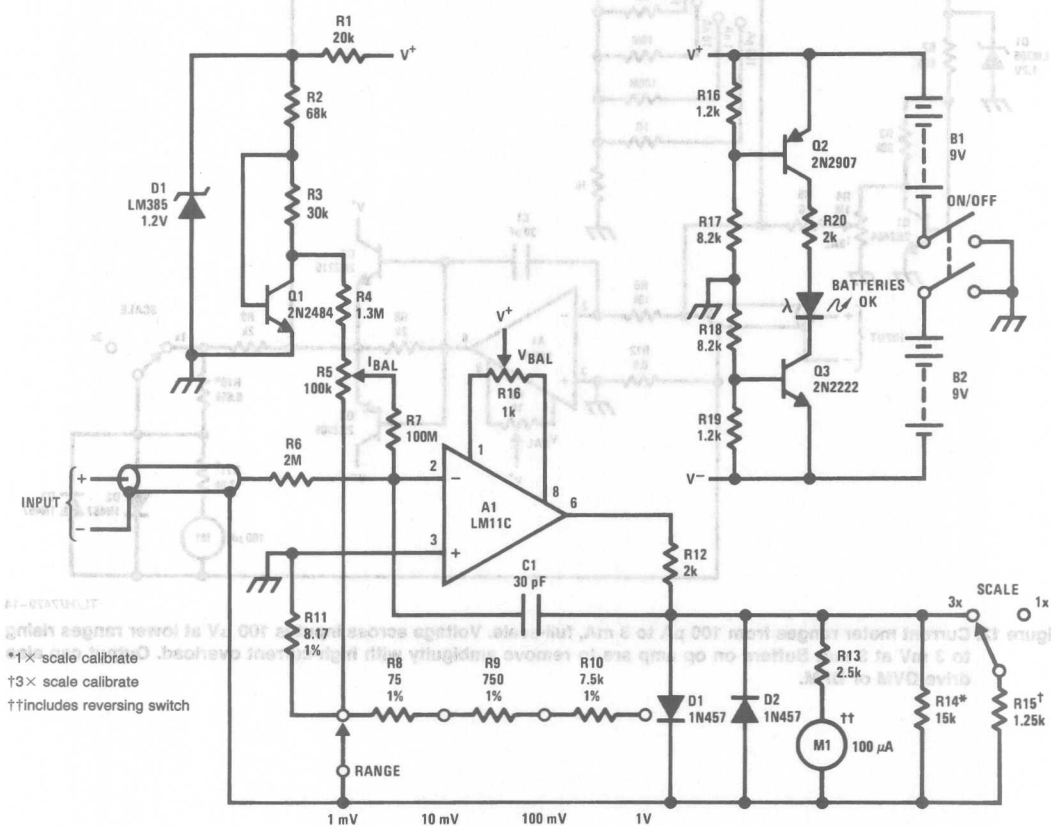 R1
20k
V+
R2
68k
D1
LM385
1.2V
R3
30k
Q1
2N2484
R4
1.3M
R5
100k
IBAL
R7
100M
V+
VBAL
R16
1k
R6
2M
INPUT
+
−
2
−
3
+
1
8
6
A1
LM11C
C1
30 pF
R12
2k
R11
8.17
1%
R8
75
1%
R9
750
1%
R10
7.5k
1%
D1
1N457
D2
1N457
R13
2.5k
††
M1
100 μA
R14*
15k
R15†
1.25k
SCALE
3x
1x
RANGE
1 mV
10 mV
100 mV
1V
V+
R16
1.2k
Q2
2N2907
R17
8.2k
R20
2k
BATTERIES
OK
λ
R18
8.2k
Q3
2N2222
R19
1.2k
V−
B1
9V
ON/OFF
B2
9V
*1× scale calibrate
†3× scale calibrate
††includes reversing switch